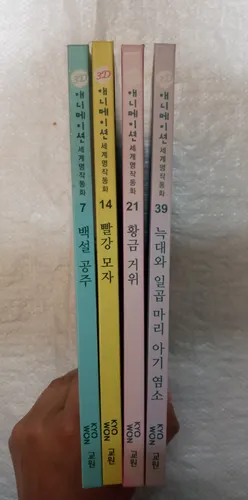 3D 애니메이션 세계명작동화 7 백설 공주 KYO WON 교원
3D 애니메이션 세계명작동화 14 빨강 모자 KYO WON 교원
애니메이션 세계명작동화 21 황금 거위 KYO WON 교원
애니메이션 세계명작동화 39 늑대와 일곱 마리 아기 염소 KYO WON 교원